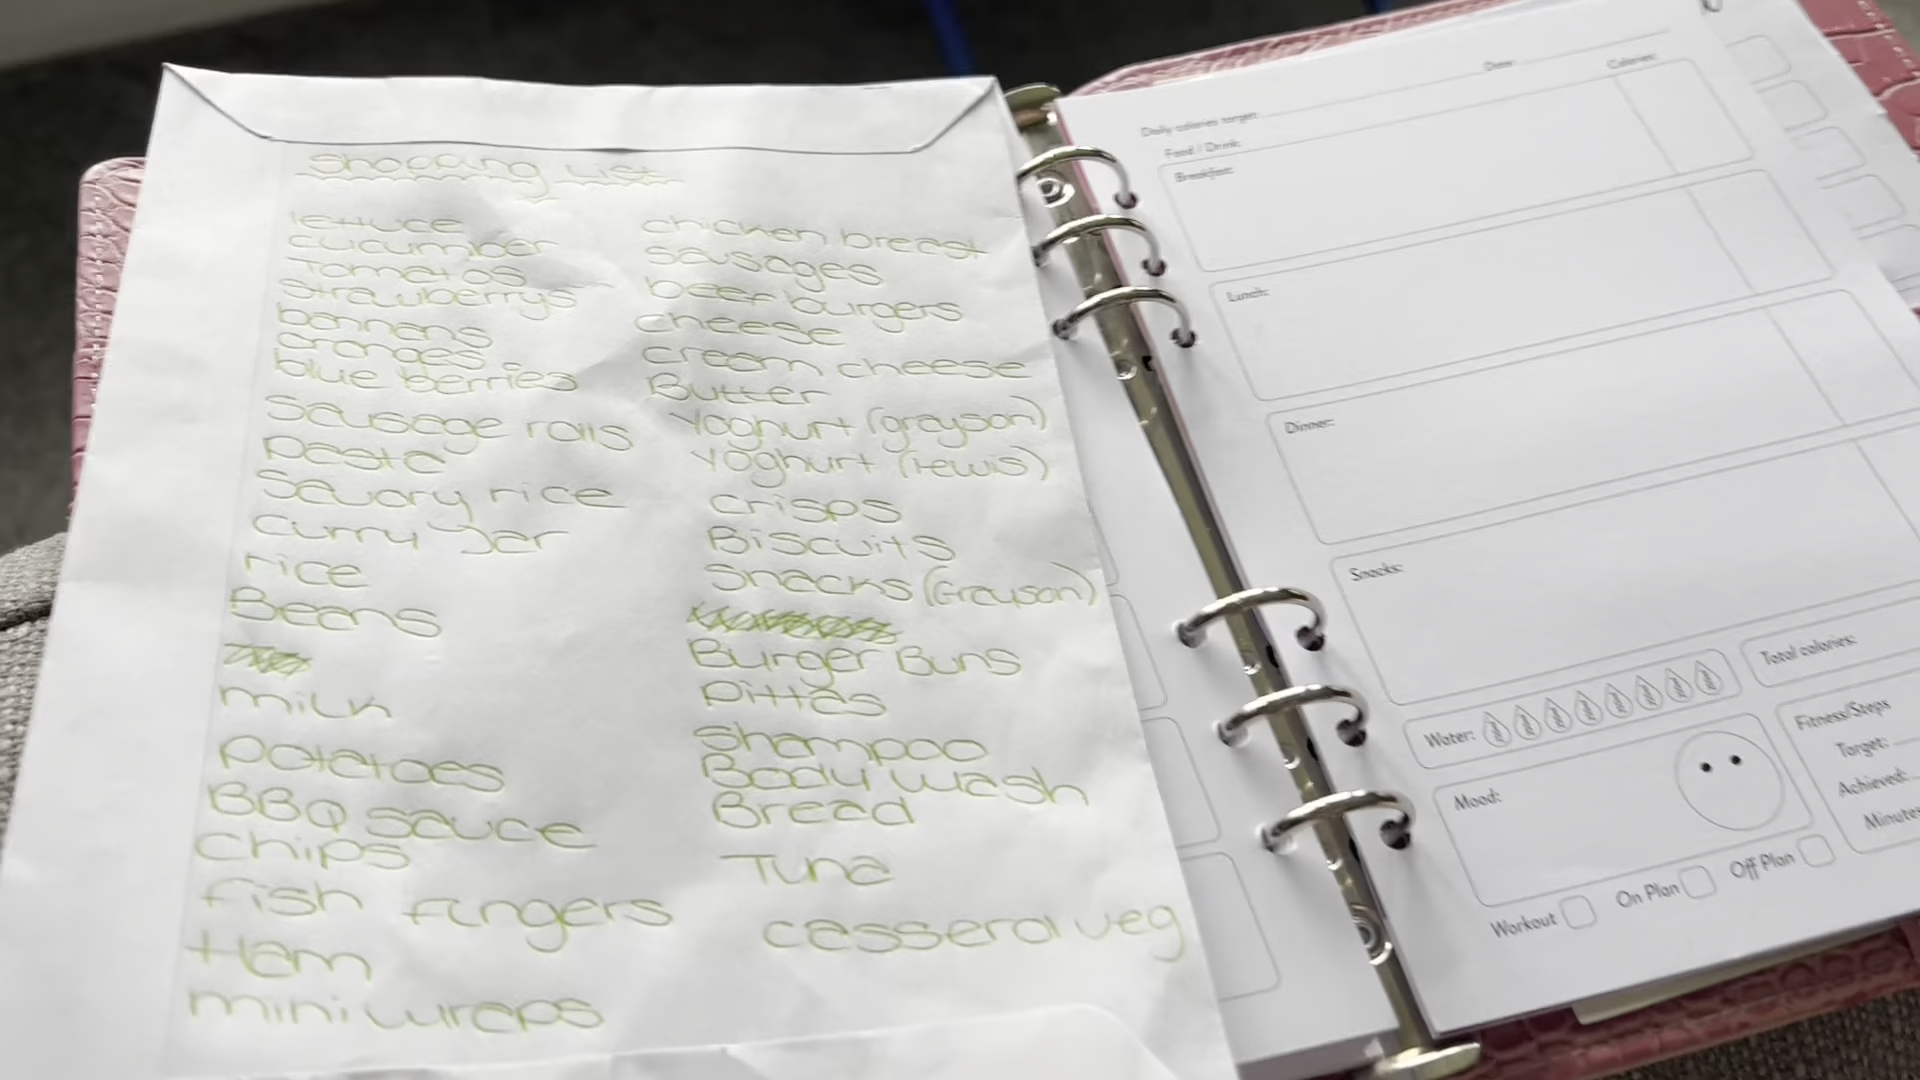 Shopping List
lettuce
cucumber
Tomatos
Strawberrys
bannans
oranges
blue berries
Sausage rolls
Pasta
Savory rice
Curry Jar
rice
Beans
milk
Potatoes
BBQ sauce
Chips
fish fingers
Ham
mini wraps
chicken breast
sausages
beef burgers
cheese
cream cheese
Butter
Yoghurt (grayson)
Yoghurt (Lewis)
Crisps
Biscuits
Snacks (Grayson)
Burger Buns
Pittas
Shampoo
Body wash
Bread
Tuna
casserol veg
Date:
Calories:
Daily calories target:
Food / Drink:
Breakfast:
Lunch:
Dinner:
Snacks:
Water:
Total calories:
Mood:
Fitness/Steps
Target:
Achieved:
Minutes
Workout
On Plan
Off Plan